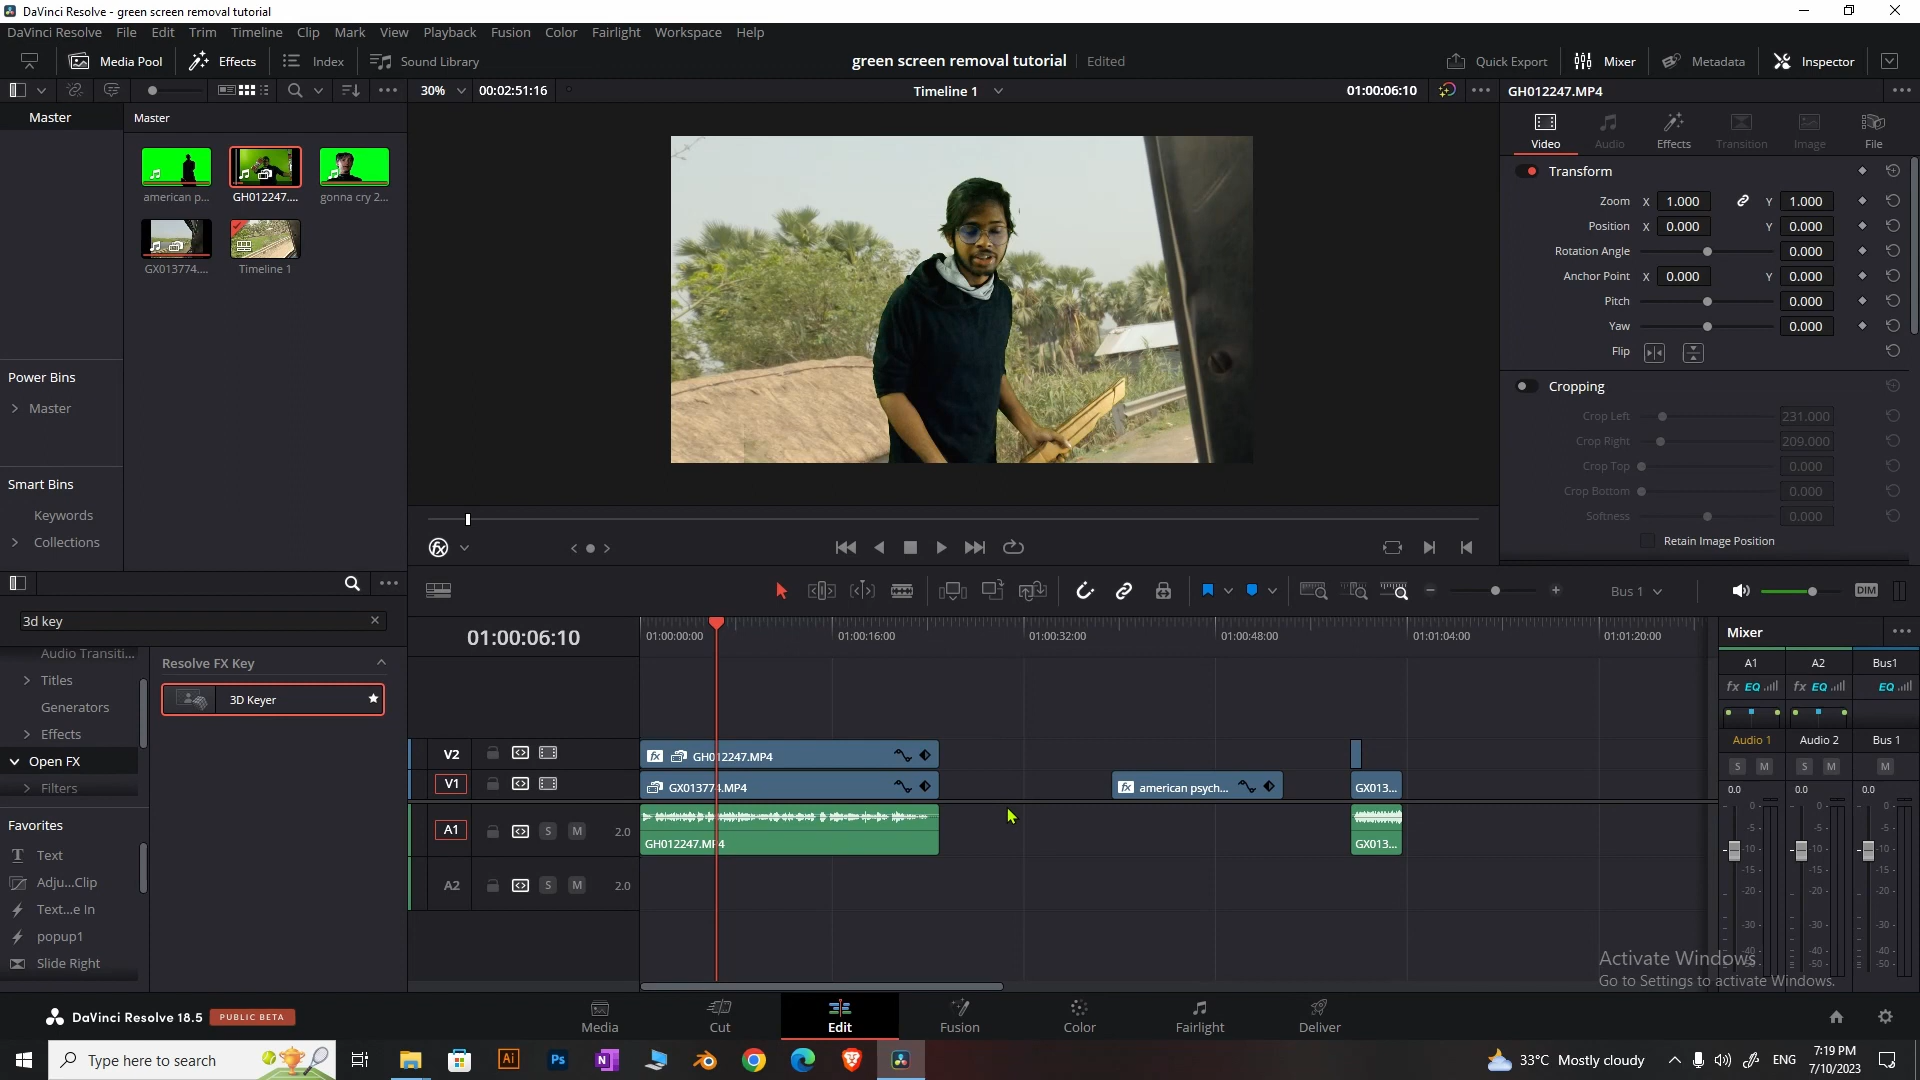 DaVinci Resolve - green screen removal tutorial
DaVinci Resolve File Edit Trim Timeline Clip Mark View Playback Fusion Color Fairlight Workspace Help
Media Pool Effects Index Sound Library green screen removal tutorial Edited Quick Export Mixer Metadata Inspector
30% 00:02:51:16 Timeline 1 01:00:06:10 GH012247.MP4
Master Master
Video Audio Effects Transition Image File
american p... GH012247.... gonna cry 2...
GX013774.... Timeline 1
Transform
Zoom X 1.000 Y 1.000
Position X 0.000 Y 0.000
Rotation Angle 0.000
Anchor Point X 0.000 Y 0.000
Pitch 0.000
Yaw 0.000
Flip
Cropping
Crop Left 231.000
Crop Right 209.000
Crop Top 0.000
Crop Bottom 0.000
Softness 0.000
Retain Image Position
Power Bins
Master
Smart Bins
Keywords
Collections
3d key
Audio Transiti...
Titles
Generators
Effects
Open FX
Filters
Resolve FX Key
3D Keyer
Favorites
Text
Adju...Clip
Text...e In
popup1
Slide Right
Bus 1 DIM
01:00:06:10 01:00:00:00 01:00:16:00 01:00:32:00 01:00:48:00 01:01:04:00 01:01:20:00
V2 GH012247.MP4
V1 GX013774.MP4 american psych... GX013...
A1 S M 2.0 GH012247.MP4 GX013...
A2 S M 2.0
Mixer
A1 A2 Bus1
fx EQ fx EQ EQ
Audio 1 Audio 2 Bus 1
S M S M M
0.0 0.0 0.0
0 0 0
-5 -5 -5
-10 -10 -10
-15 -15 -15
-20 -20 -20
-30 -30 -30
-40 -40 -40
-50 -50 -50
Activate Windows
Go to Settings to activate Windows.
DaVinci Resolve 18.5 PUBLIC BETA
Media Cut Edit Fusion Color Fairlight Deliver
Type here to search
Ai Ps N
33°C Mostly cloudy ENG 7:19 PM
7/10/2023